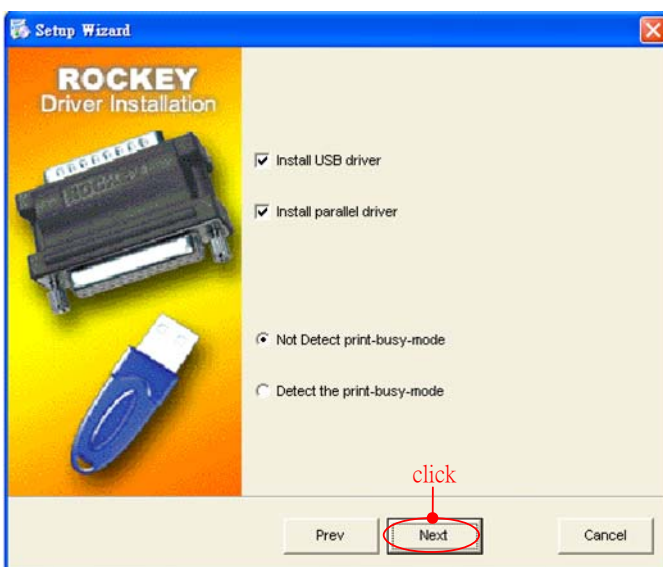 Setup Wizard
ROCKEY
Driver Installation
ROCKEY
Install USB driver
Install parallel driver
Not Detect print-busy-mode
Detect the print-busy-mode
click
Prev
Next
Cancel